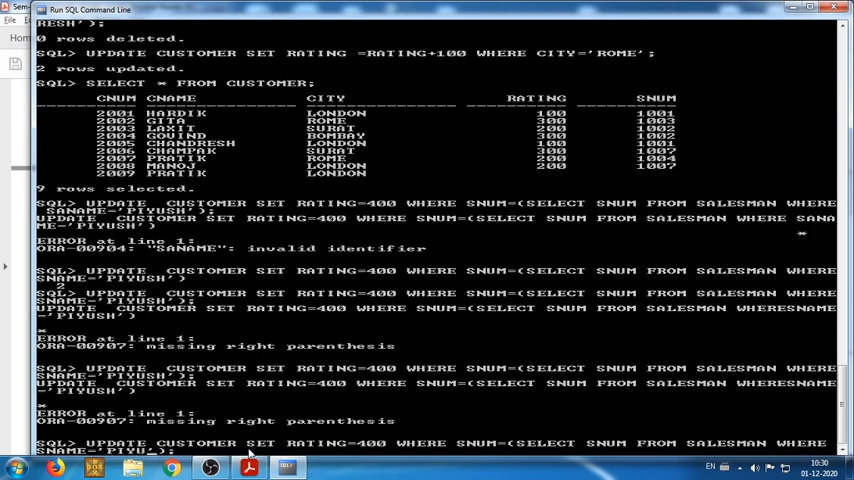 Sem-
Run SQL Command Line
File
Hom
RESH');
0 rows deleted.
SQL> UPDATE CUSTOMER SET RATING =RATING+100 WHERE CITY='ROME';
2 rows updated.
SQL> SELECT * FROM CUSTOMER;
CNUM CNAME CITY RATING SNUM
2001 HARDIK LONDON 100 1001
2002 GITA ROME 300 1003
2003 LAXIT SURAT 200 1002
2004 GOVIND BOMBAY 300 1002
2005 CHANDRESH LONDON 100 1001
2006 CHAMPAK SURAT 300 1007
2007 PRATIK ROME 200 1004
2008 MANOJ LONDON 200 1007
2009 PRATIK LONDON
9 rows selected.
SQL> UPDATE  CUSTOMER SET RATING=400 WHERE SNUM=(SELECT SNUM FROM SALESMAN WHERE
 SANAME='PIYUSH');
UPDATE  CUSTOMER SET RATING=400 WHERE SNUM=(SELECT SNUM FROM SALESMAN WHERE SANA
ME='PIYUSH')
*
ERROR at line 1:
ORA-00904: "SANAME": invalid identifier
SQL> UPDATE  CUSTOMER SET RATING=400 WHERE SNUM=(SELECT SNUM FROM SALESMAN WHERE
SNAME='PIYUSH')
2
SQL> UPDATE  CUSTOMER SET RATING=400 WHERE SNUM=(SELECT SNUM FROM SALESMAN WHERE
SNAME='PIYUSH');
UPDATE  CUSTOMER SET RATING=400 WHERE SNUM=(SELECT SNUM FROM SALESMAN WHERESNAME
='PIYUSH')
*
ERROR at line 1:
ORA-00907: missing right parenthesis
SQL> UPDATE  CUSTOMER SET RATING=400 WHERE SNUM=(SELECT SNUM FROM SALESMAN WHERE
SNAME='PIYUSH');
UPDATE  CUSTOMER SET RATING=400 WHERE SNUM=(SELECT SNUM FROM SALESMAN WHERESNAME
='PIYUSH')
*
ERROR at line 1:
ORA-00907: missing right parenthesis
SQL> UPDATE CUSTOMER SET RATING=400 WHERE SNUM=(SELECT SNUM FROM SALESMAN WHERE
SNAME='PIYU');
DOS
SQL>
EN
10:30
01-12-2020